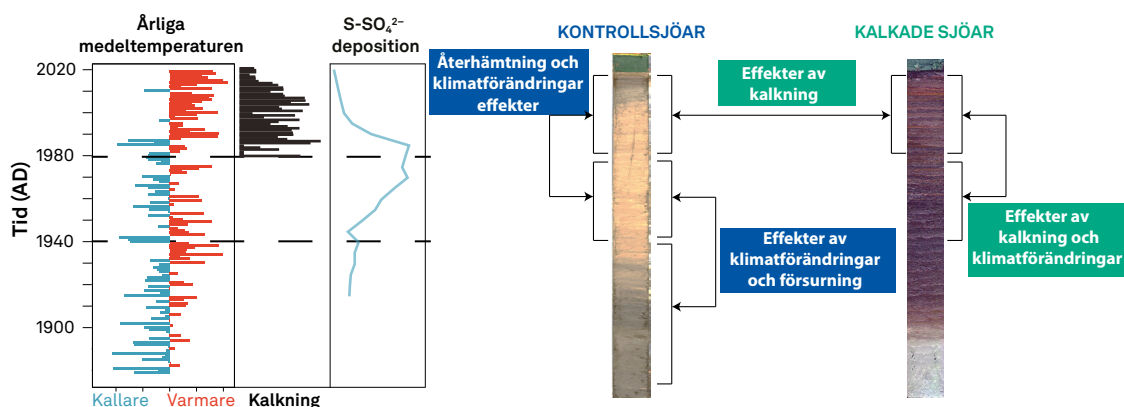 Årliga
medeltemperaturen
S-SO₄²⁻
deposition
KONTROLLSJÖAR
KALKADE SJÖAR
Tid (AD)
2020
1980
1940
1900
Kallare
Varmare
Kalkning
Återhämtning och
klimatförändringar
effekter
Effekter av
kalkning
Effekter av
klimatförändringar
och försurning
Effekter av
kalkning och
klimatförändringar